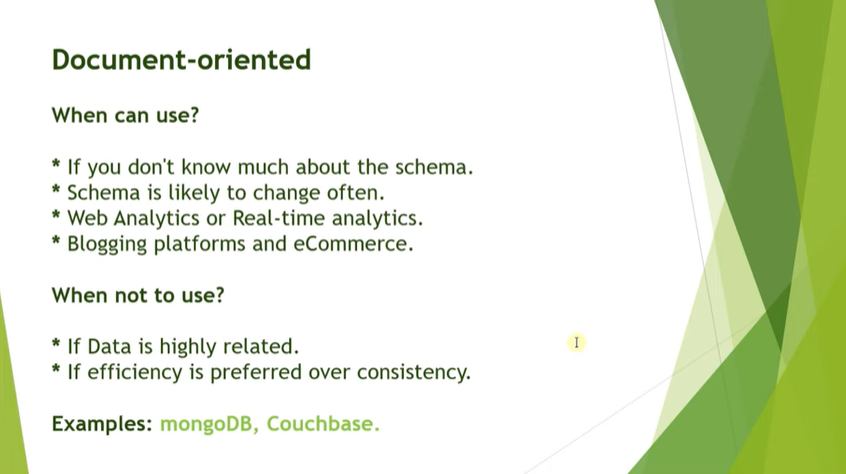 Document-oriented
When can use?
* If you don't know much about the schema.
* Schema is likely to change often.
* Web Analytics or Real-time analytics.
* Blogging platforms and eCommerce.
When not to use?
* If Data is highly related.
* If efficiency is preferred over consistency.
Examples: mongoDB, Couchbase.